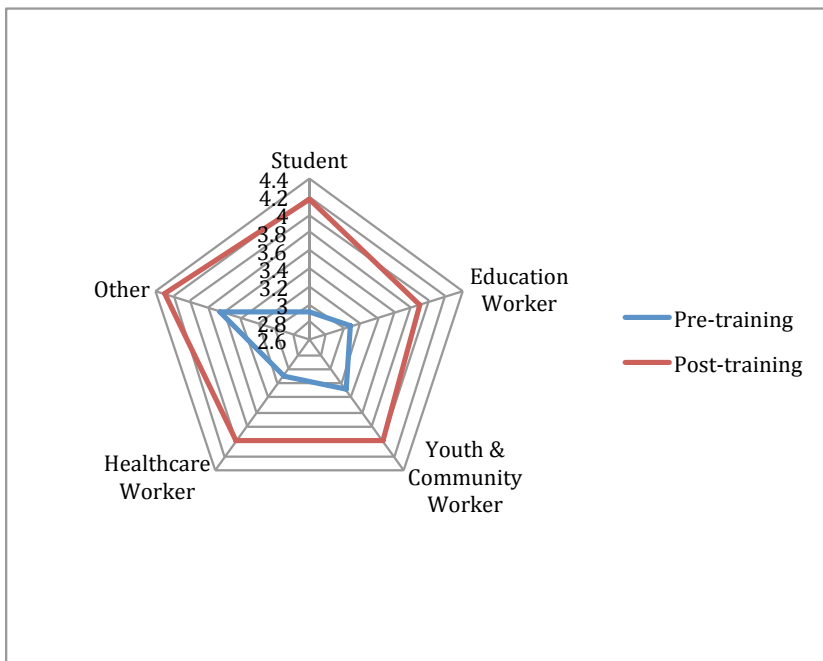 Student
4.4
4.2
4
3.8
3.6
3.4
3.2
3
2.8
2.6
Education
Worker
Other
Pre-training
Post-training
Youth &
Community
Worker
Healthcare
Worker